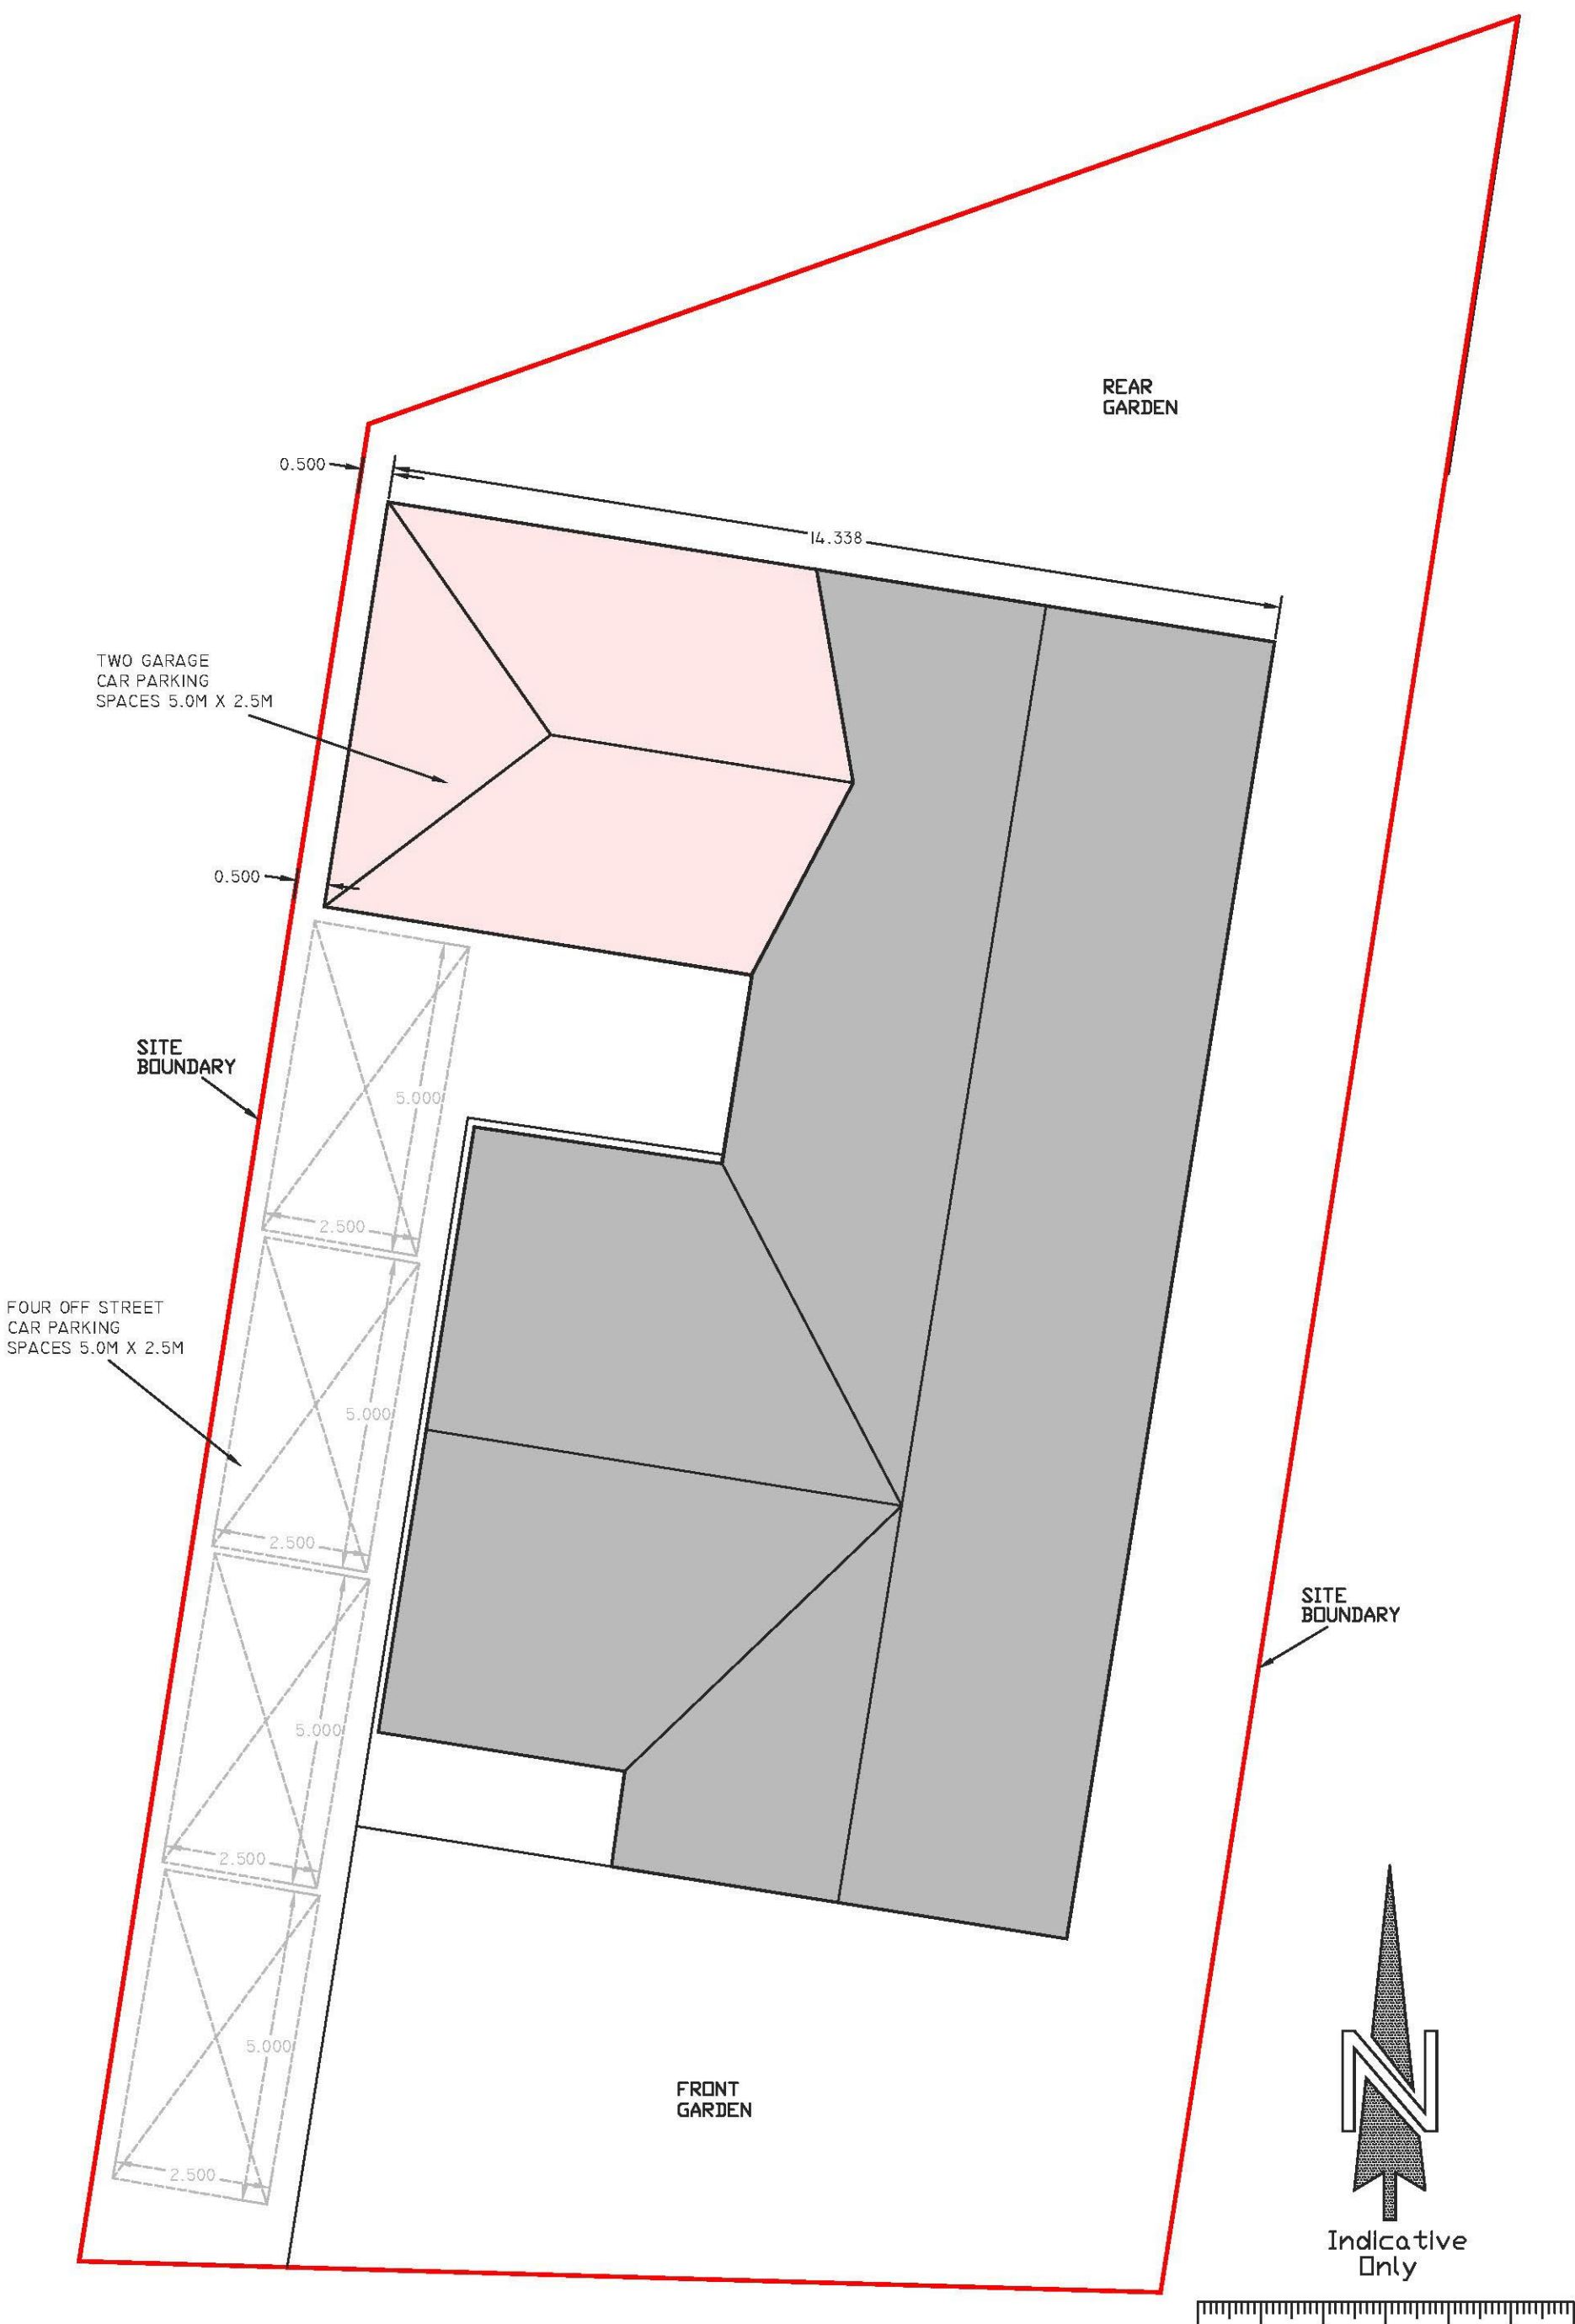 REAR
GARDEN
0.500
14.338
TWO GARAGE
CAR PARKING
SPACES 5.0M X 2.5M
0.500
SITE
BOUNDARY
5.000
2.500
FOUR OFF STREET
CAR PARKING
SPACES 5.0M X 2.5M
5.000
2.500
SITE
BOUNDARY
5.000
2.500
5.000
2.500
FRONT
GARDEN
N
Indicative
Only